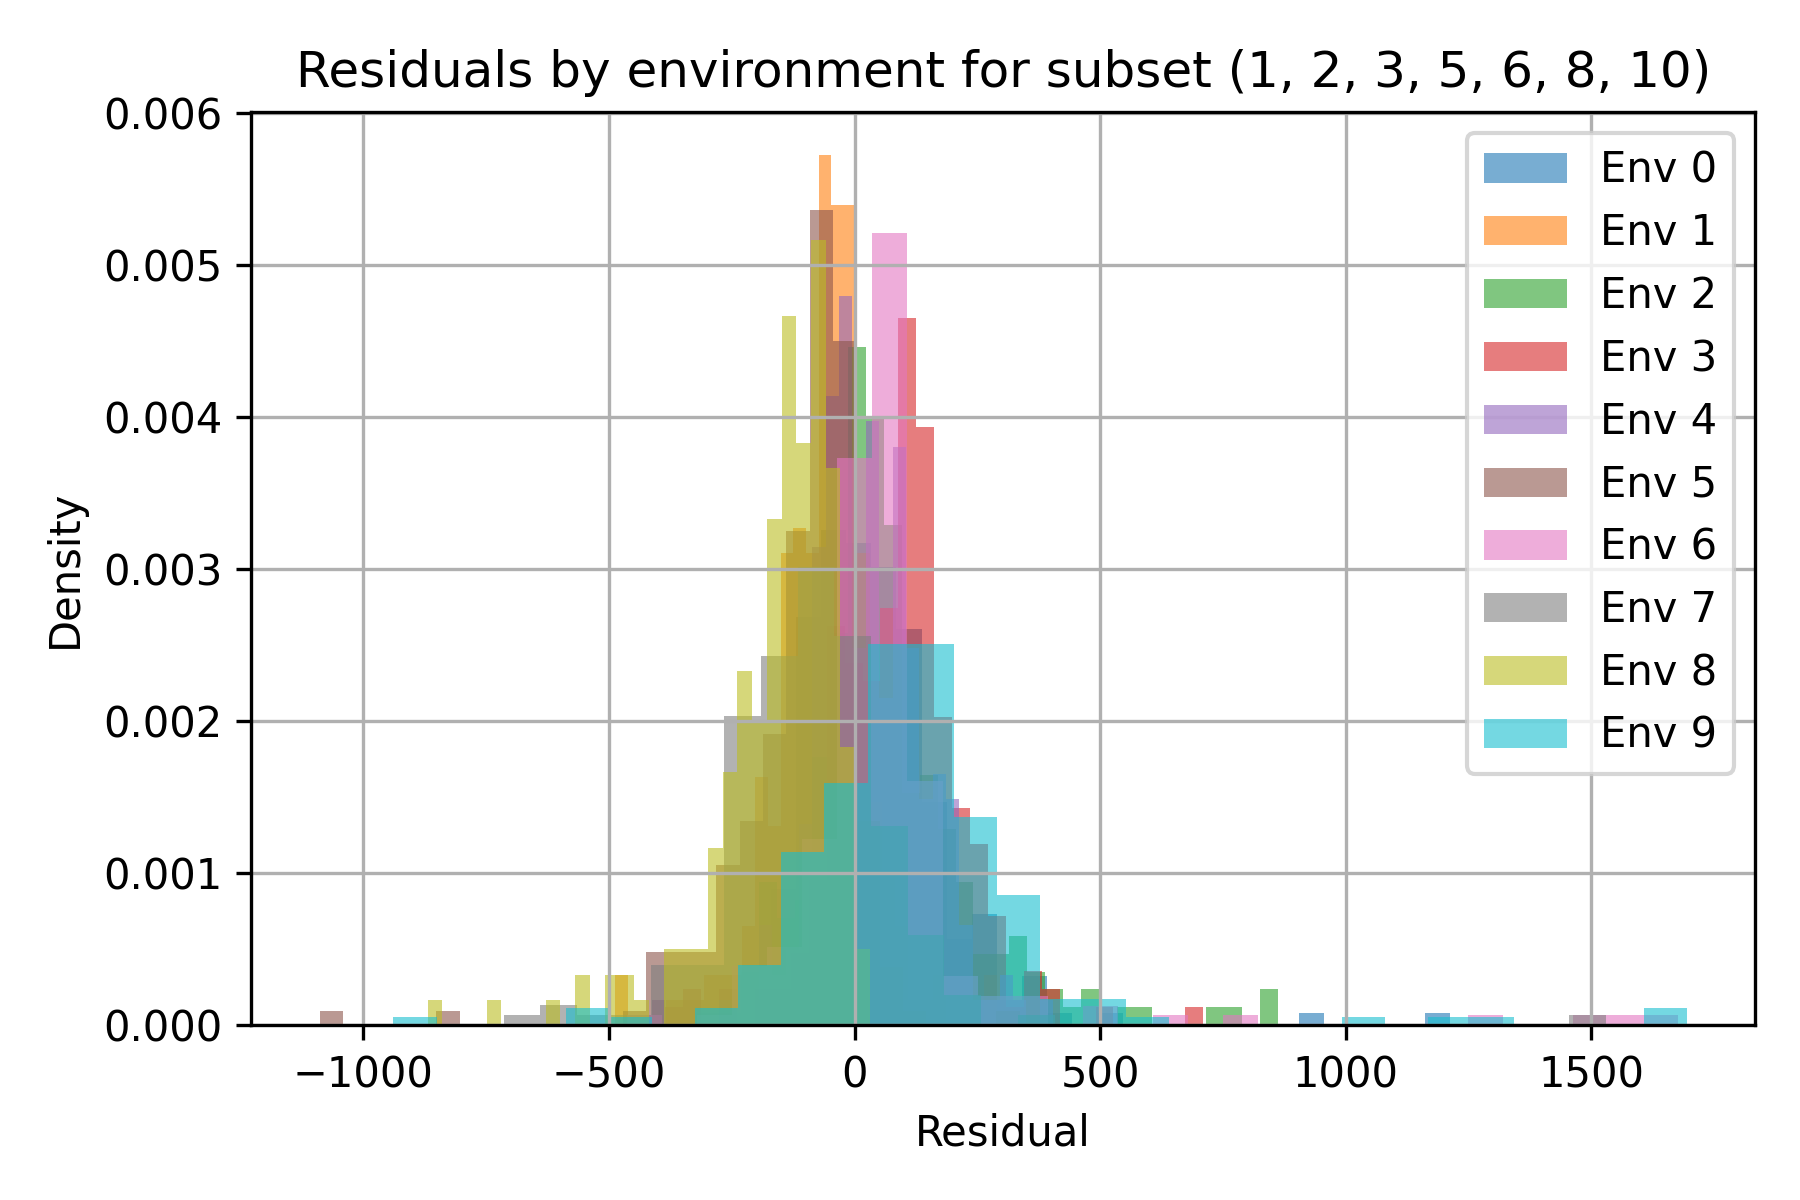 Residuals by environment for subset (1, 2, 3, 5, 6, 8, 10)
0.006
0.005
0.004
0.003
0.002
0.001
0.000
Density
−1000
−500
0
500
1000
1500
Residual
Env 0
Env 1
Env 2
Env 3
Env 4
Env 5
Env 6
Env 7
Env 8
Env 9